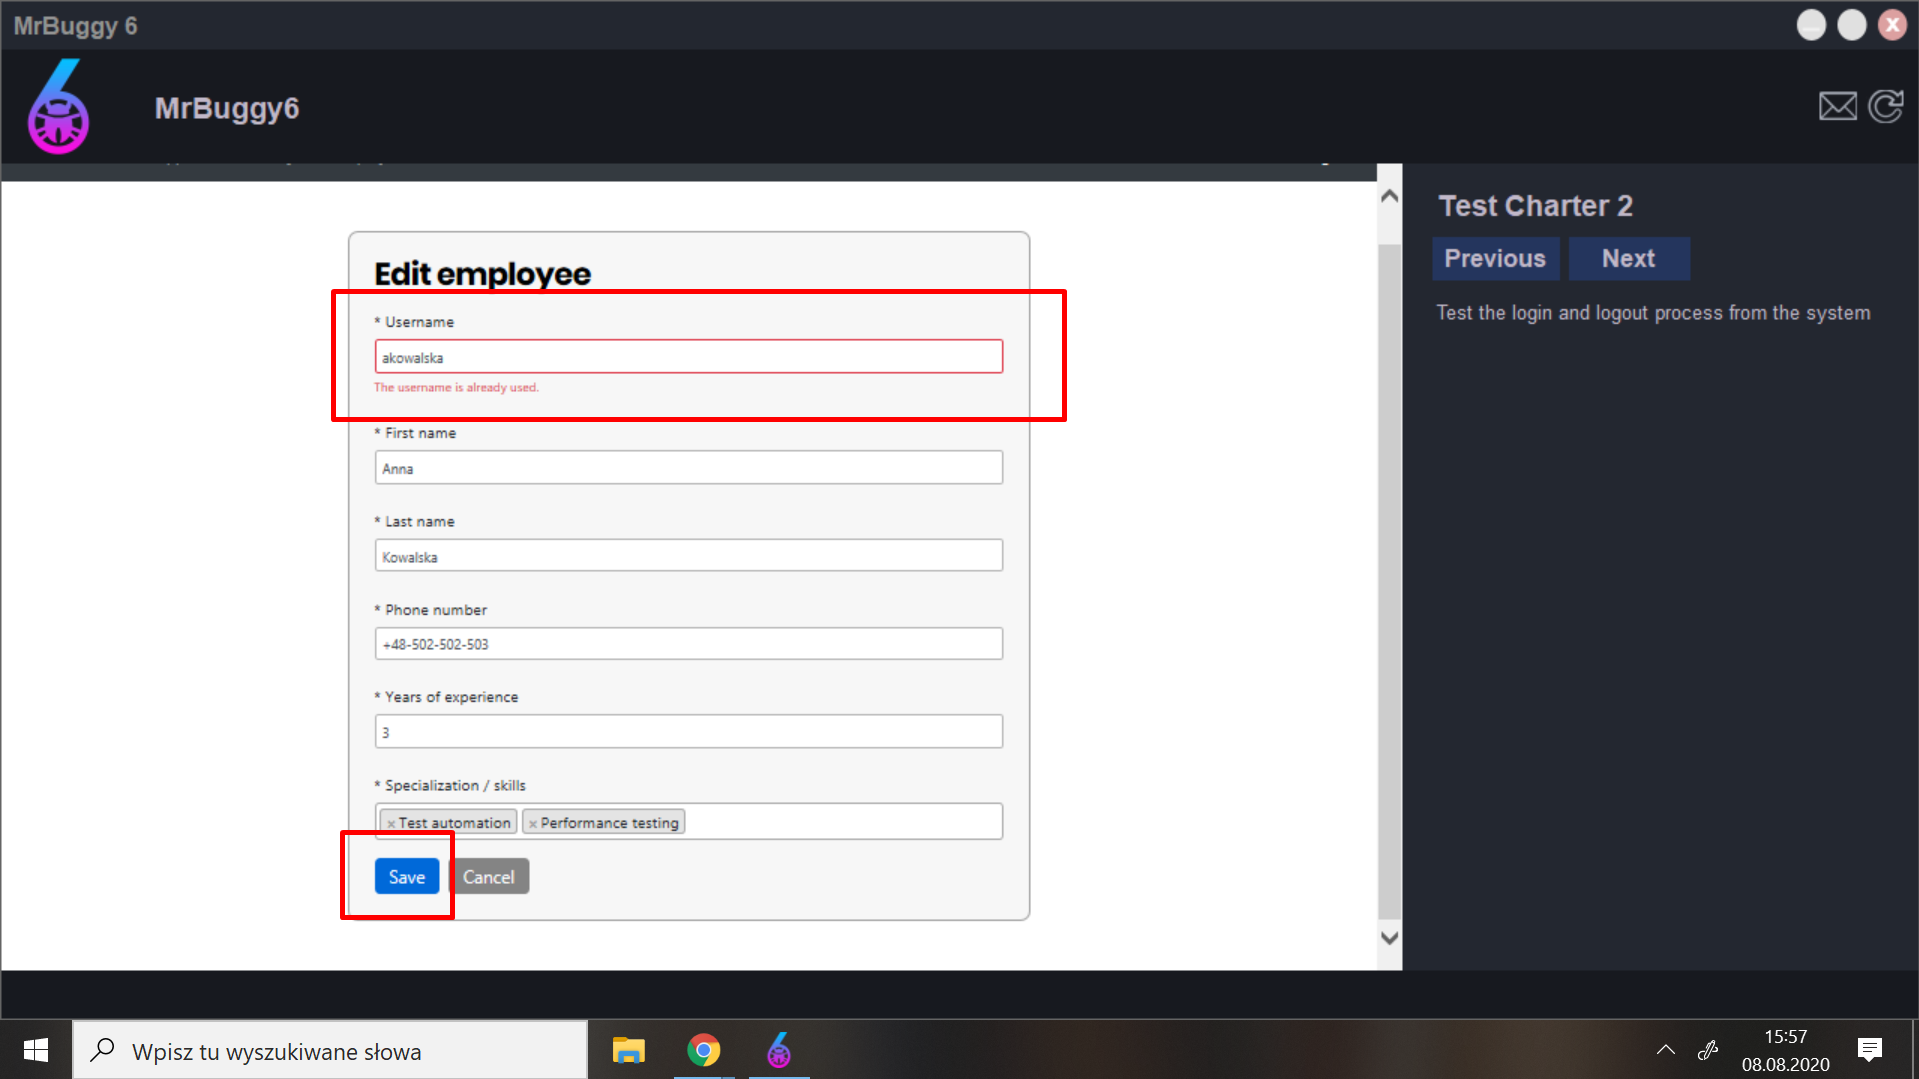 MrBuggy 6
MrBuggy6
Test Charter 2
Previous Next
Test the login and logout process from the system
Edit employee
* Username
akowalska
The username is already used.
* First name
Anna
* Last name
Kowalska
* Phone number
+48-502-502-503
* Years of experience
3
* Specialization / skills
× Test automation × Performance testing
Save Cancel
Wpisz tu wyszukiwane słowa
15:57
08.08.2020